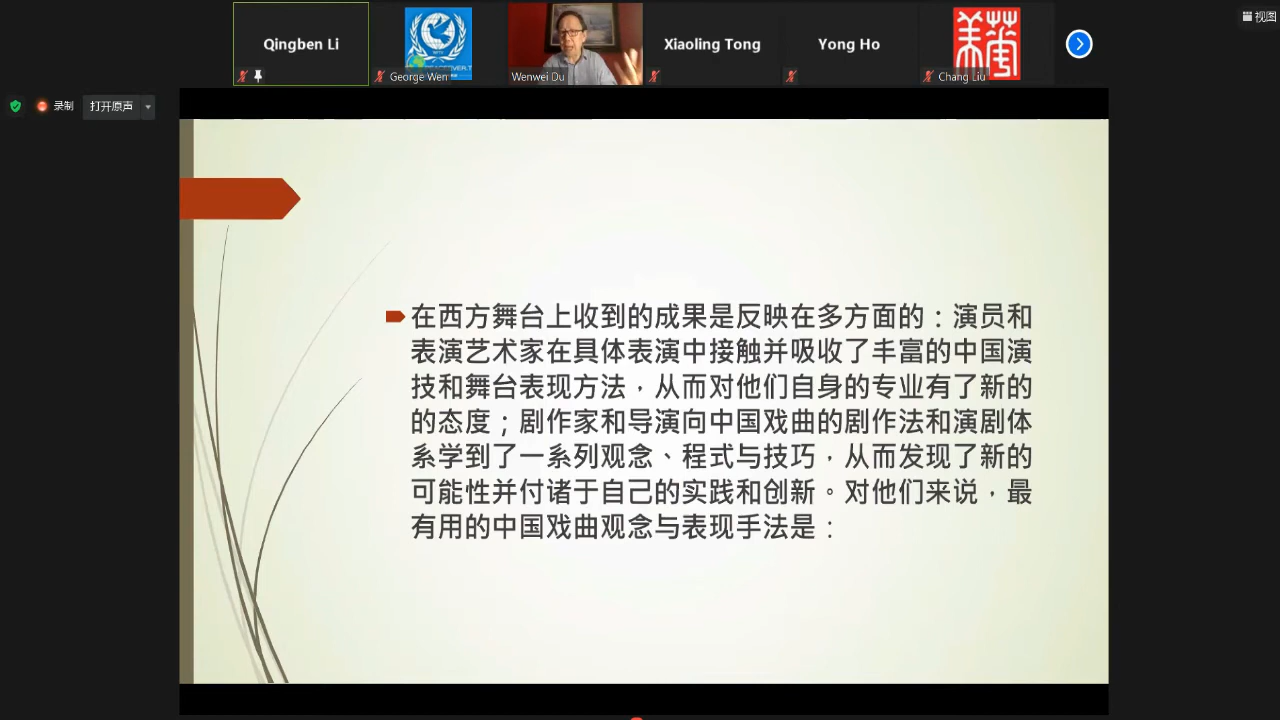 Qingben Li
George Wen
Wenwei Du
Xiaoling Tong
Yong Ho
Chang Liu
视图
录制
打开原声
在西方舞台上收到的成果是反映在多方面的：演员和
表演艺术家在具体表演中接触并吸收了丰富的中国演
技和舞台表现方法，从而对他们自身的专业有了新的
的态度；剧作家和导演向中国戏曲的剧作法和演剧体
系学到了一系列观念、程式与技巧，从而发现了新的
可能性并付诸于自己的实践和创新。对他们来说，最
有用的中国戏曲观念与表现手法是：